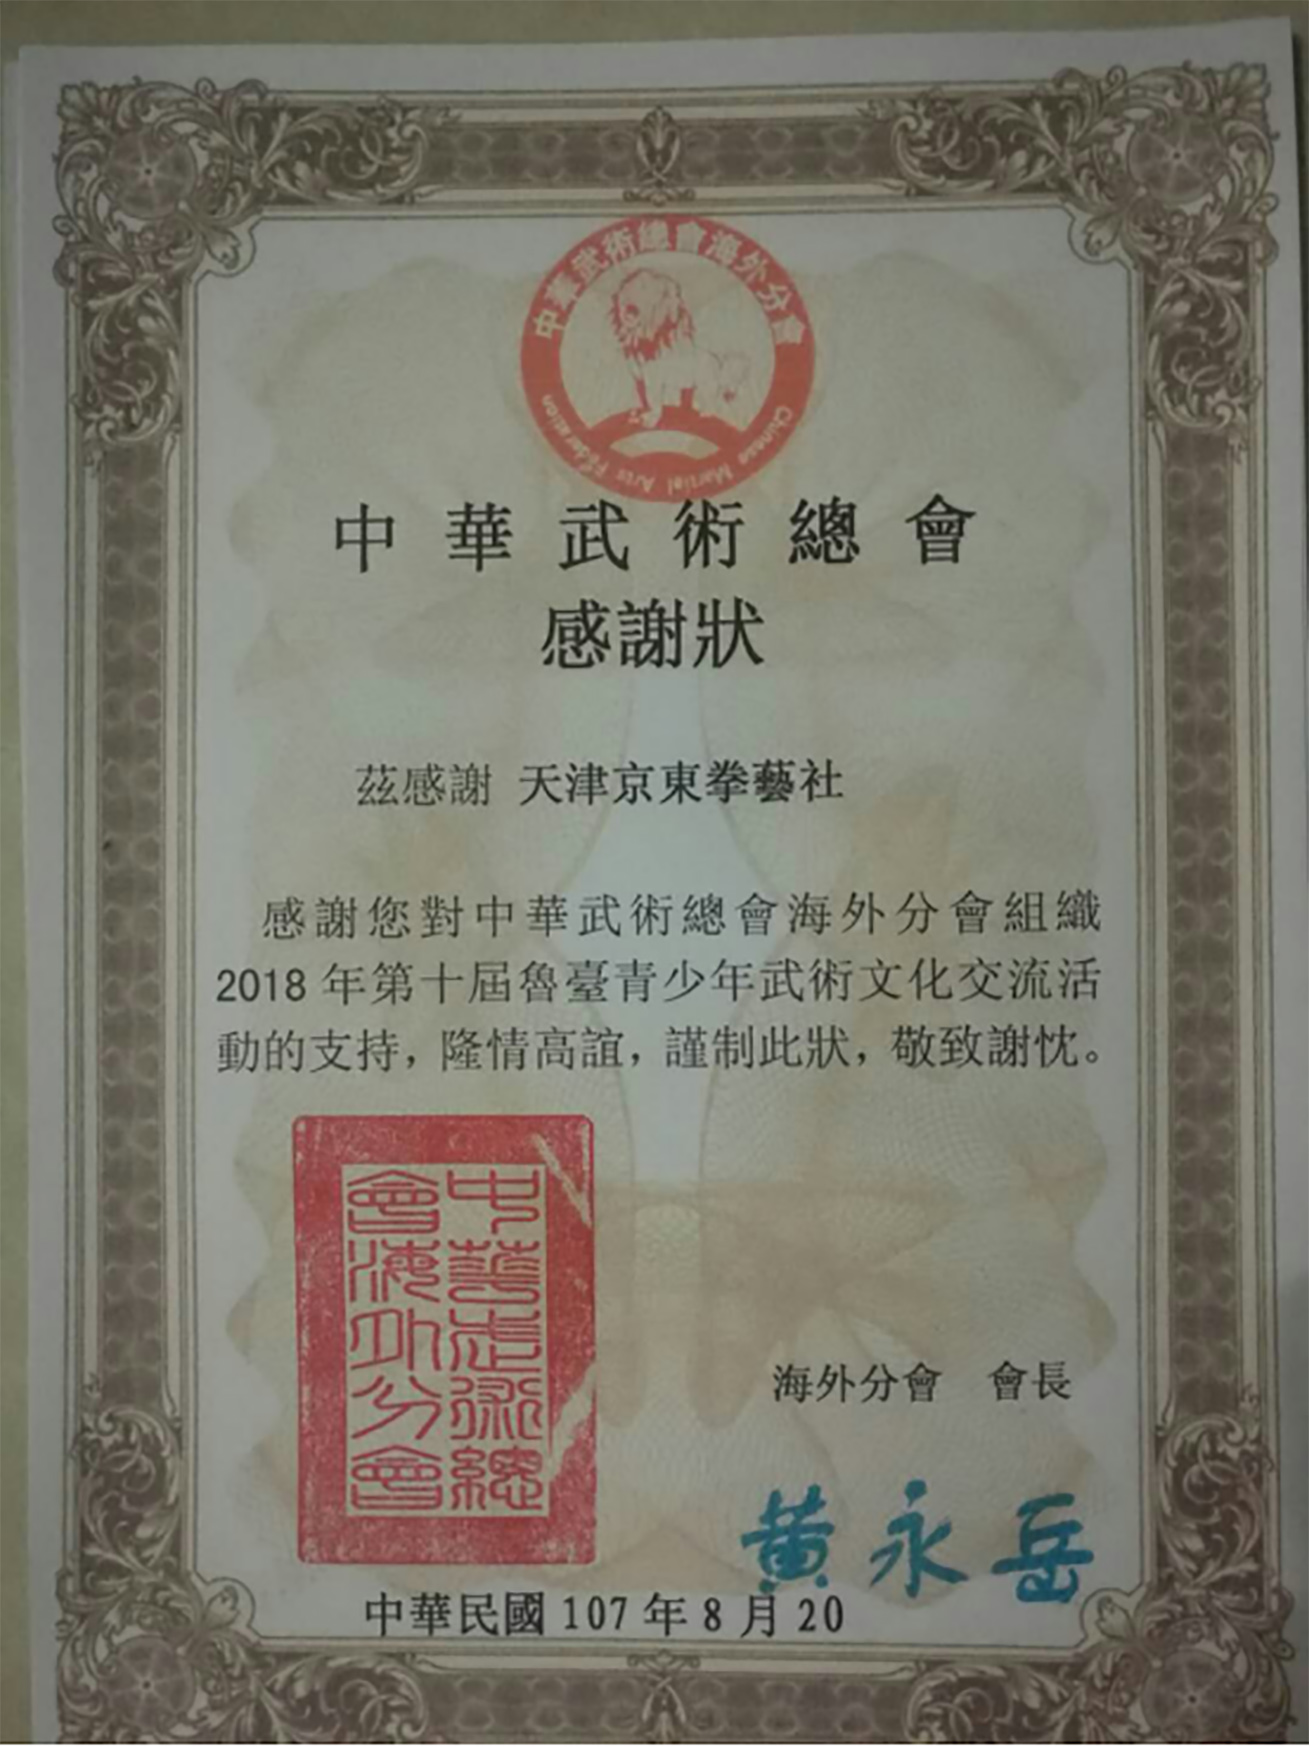 中華武術總會海外分會
Chinese Martial Arts Federation
中華武術總會
感謝狀
茲感謝 天津京東拳藝社
感謝您對中華武術總會海外分會組織
2018年第十屆魯臺青少年武術文化交流活
動的支持，隆情高誼，謹制此狀，敬致謝忱。
中華武術總
會海外分會
海外分會 會長
黃永岳
中華民國107年8月20